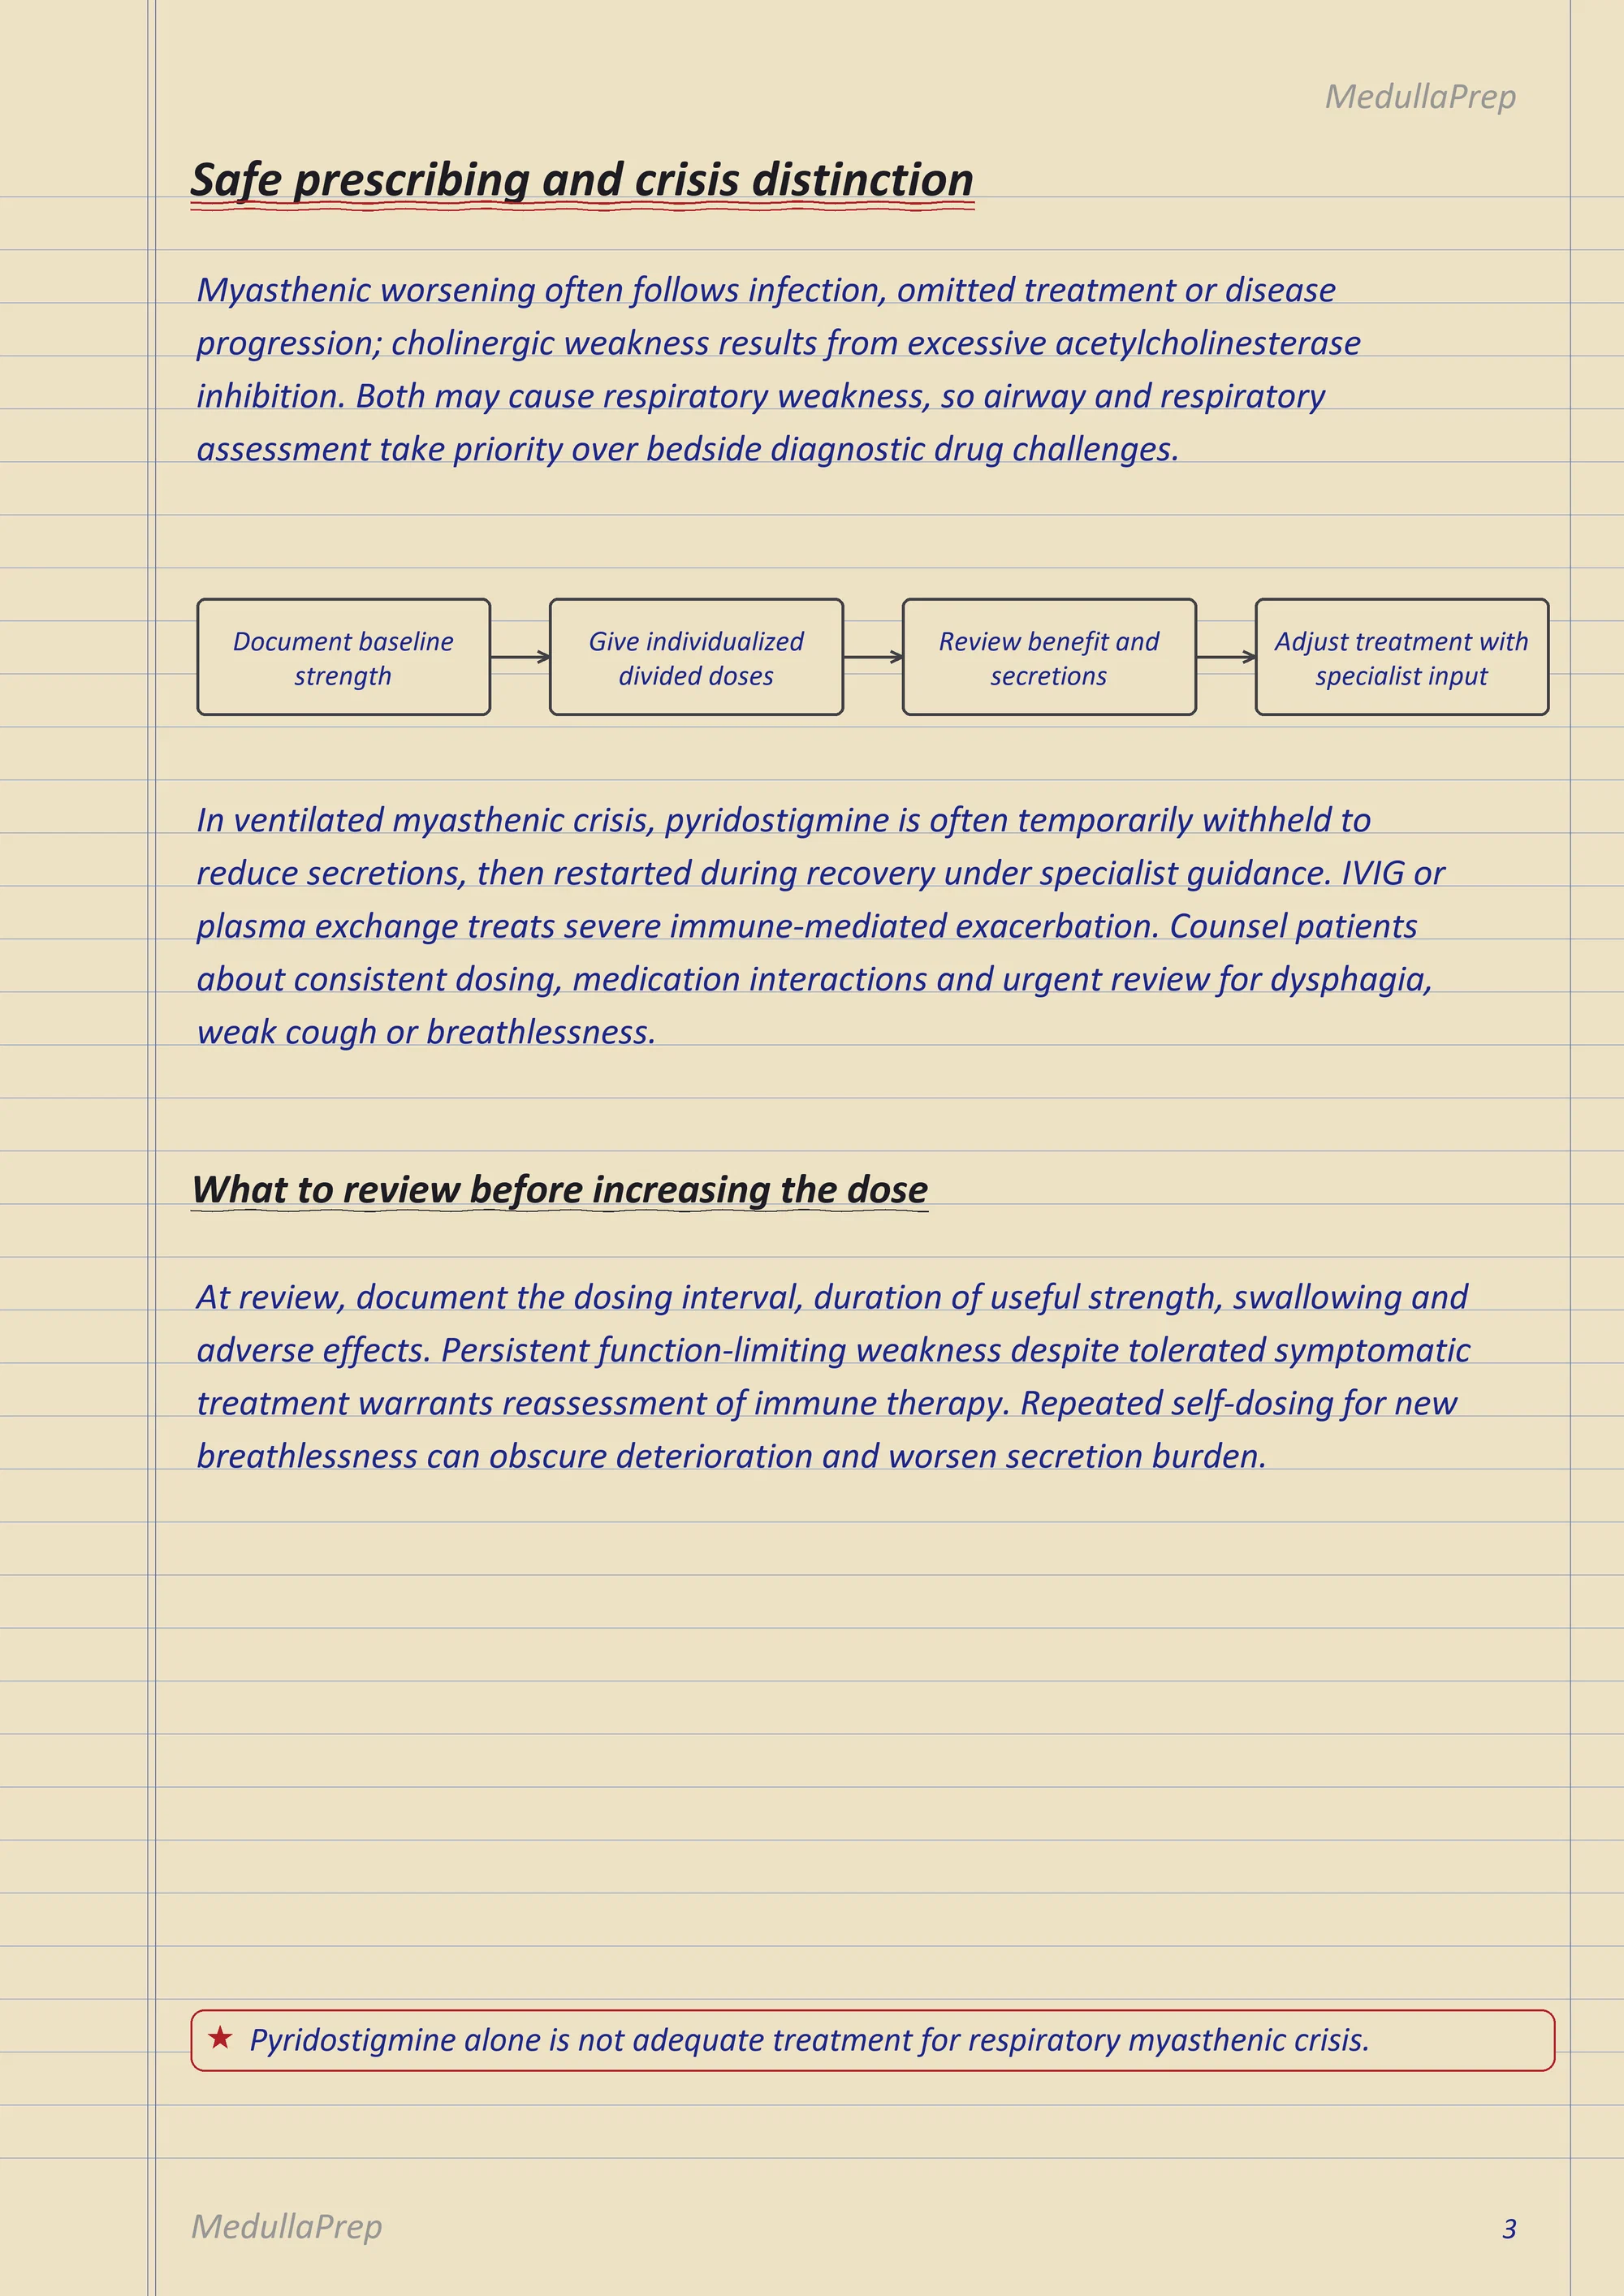 MedullaPrep
Safe prescribing and crisis distinction
Myasthenic worsening often follows infection, omitted treatment or disease
progression; cholinergic weakness results from excessive acetylcholinesterase
inhibition. Both may cause respiratory weakness, so airway and respiratory
assessment take priority over bedside diagnostic drug challenges.
Document baseline
strength
Give individualized
divided doses
Review benefit and
secretions
Adjust treatment with
specialist input
In ventilated myasthenic crisis, pyridostigmine is often temporarily withheld to
reduce secretions, then restarted during recovery under specialist guidance. IVIG or
plasma exchange treats severe immune-mediated exacerbation. Counsel patients
about consistent dosing, medication interactions and urgent review for dysphagia,
weak cough or breathlessness.
What to review before increasing the dose
At review, document the dosing interval, duration of useful strength, swallowing and
adverse effects. Persistent function-limiting weakness despite tolerated symptomatic
treatment warrants reassessment of immune therapy. Repeated self-dosing for new
breathlessness can obscure deterioration and worsen secretion burden.
★ Pyridostigmine alone is not adequate treatment for respiratory myasthenic crisis.
MedullaPrep
3